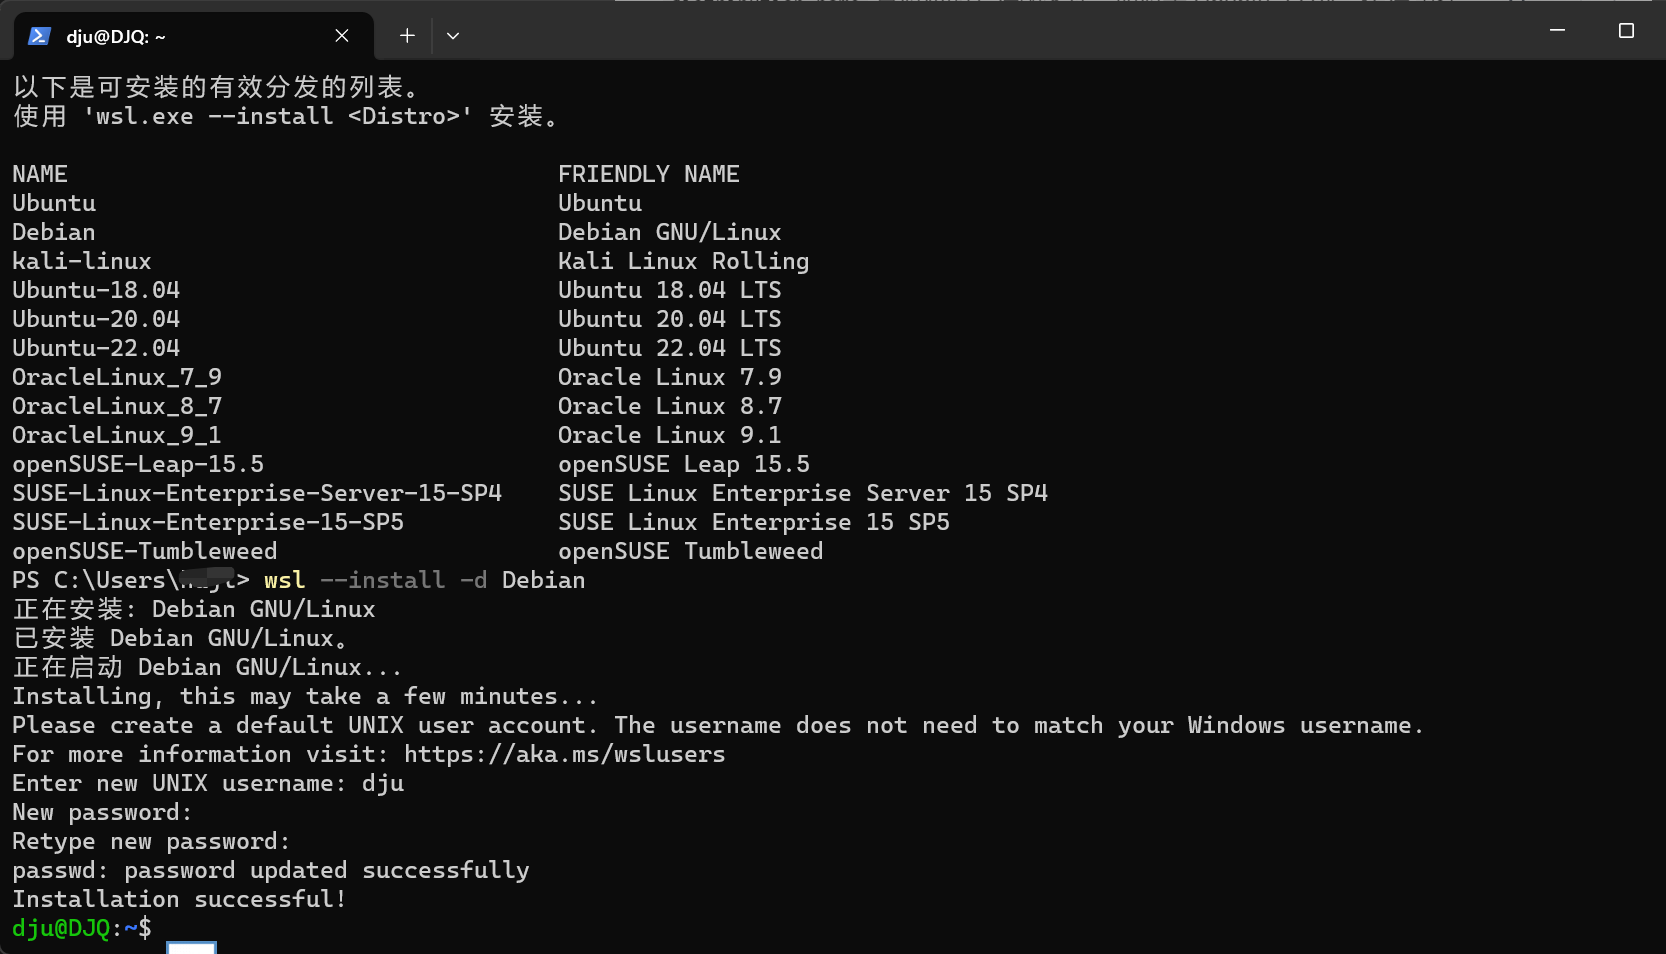 dju@DJQ: ~
以下是可安装的有效分发的列表。
使用 'wsl.exe --install <Distro>' 安装。
NAME FRIENDLY NAME
Ubuntu Ubuntu
Debian Debian GNU/Linux
kali-linux Kali Linux Rolling
Ubuntu-18.04 Ubuntu 18.04 LTS
Ubuntu-20.04 Ubuntu 20.04 LTS
Ubuntu-22.04 Ubuntu 22.04 LTS
OracleLinux_7_9 Oracle Linux 7.9
OracleLinux_8_7 Oracle Linux 8.7
OracleLinux_9_1 Oracle Linux 9.1
openSUSE-Leap-15.5 openSUSE Leap 15.5
SUSE-Linux-Enterprise-Server-15-SP4 SUSE Linux Enterprise Server 15 SP4
SUSE-Linux-Enterprise-15-SP5 SUSE Linux Enterprise 15 SP5
openSUSE-Tumbleweed openSUSE Tumbleweed
PS C:\Users\> wsl --install -d Debian
正在安装: Debian GNU/Linux
已安装 Debian GNU/Linux。
正在启动 Debian GNU/Linux...
Installing, this may take a few minutes...
Please create a default UNIX user account. The username does not need to match your Windows username.
For more information visit: https://aka.ms/wslusers
Enter new UNIX username: dju
New password:
Retype new password:
passwd: password updated successfully
Installation successful!
dju@DJQ:~$